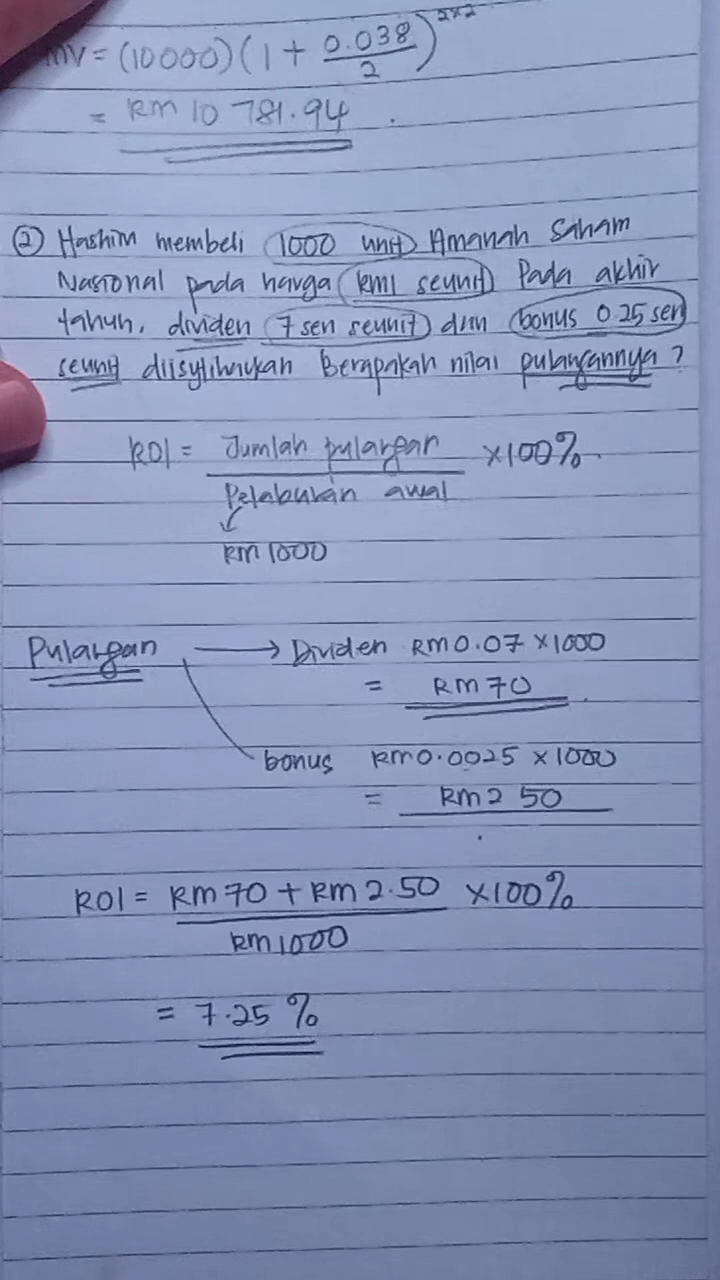 MV = (10000)(1 + 0.038/2)^2×2
= RM 10 781.94
② Hashim membeli 1000 unit Amanah Saham
Nasional pada harga RM1 seunit Pada akhir
tahun, dividen 7 sen seunit dan bonus 0.25 sen
seunit diisytiharkan Berapakah nilai pulangannya?
ROI = Jumlah pulangan ×100%
Pelaburan awal
↙
RM 1000
Pulangan → Dividen RM0.07 ×1000
= RM70
bonus RM0.0025 × 1000
= RM2 50
ROI = RM70 + RM2.50 ×100%
RM1000
= 7.25 %